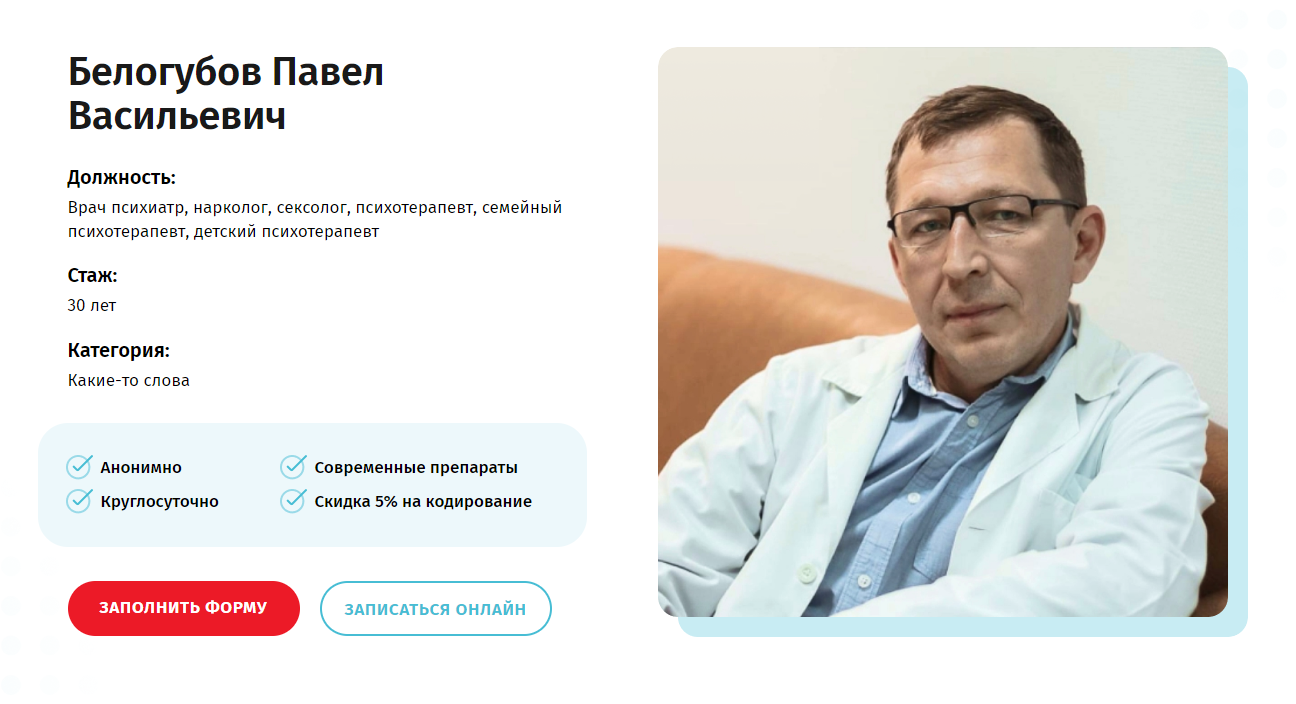 Белогубов Павел
Васильевич
Должность:
Врач психиатр, нарколог, сексолог, психотерапевт, семейный
психотерапевт, детский психотерапевт
Стаж:
30 лет
Категория:
Какие-то слова
Анонимно
Современные препараты
Круглосуточно
Скидка 5% на кодирование
ЗАПОЛНИТЬ ФОРМУ
ЗАПИСАТЬСЯ ОНЛАЙН